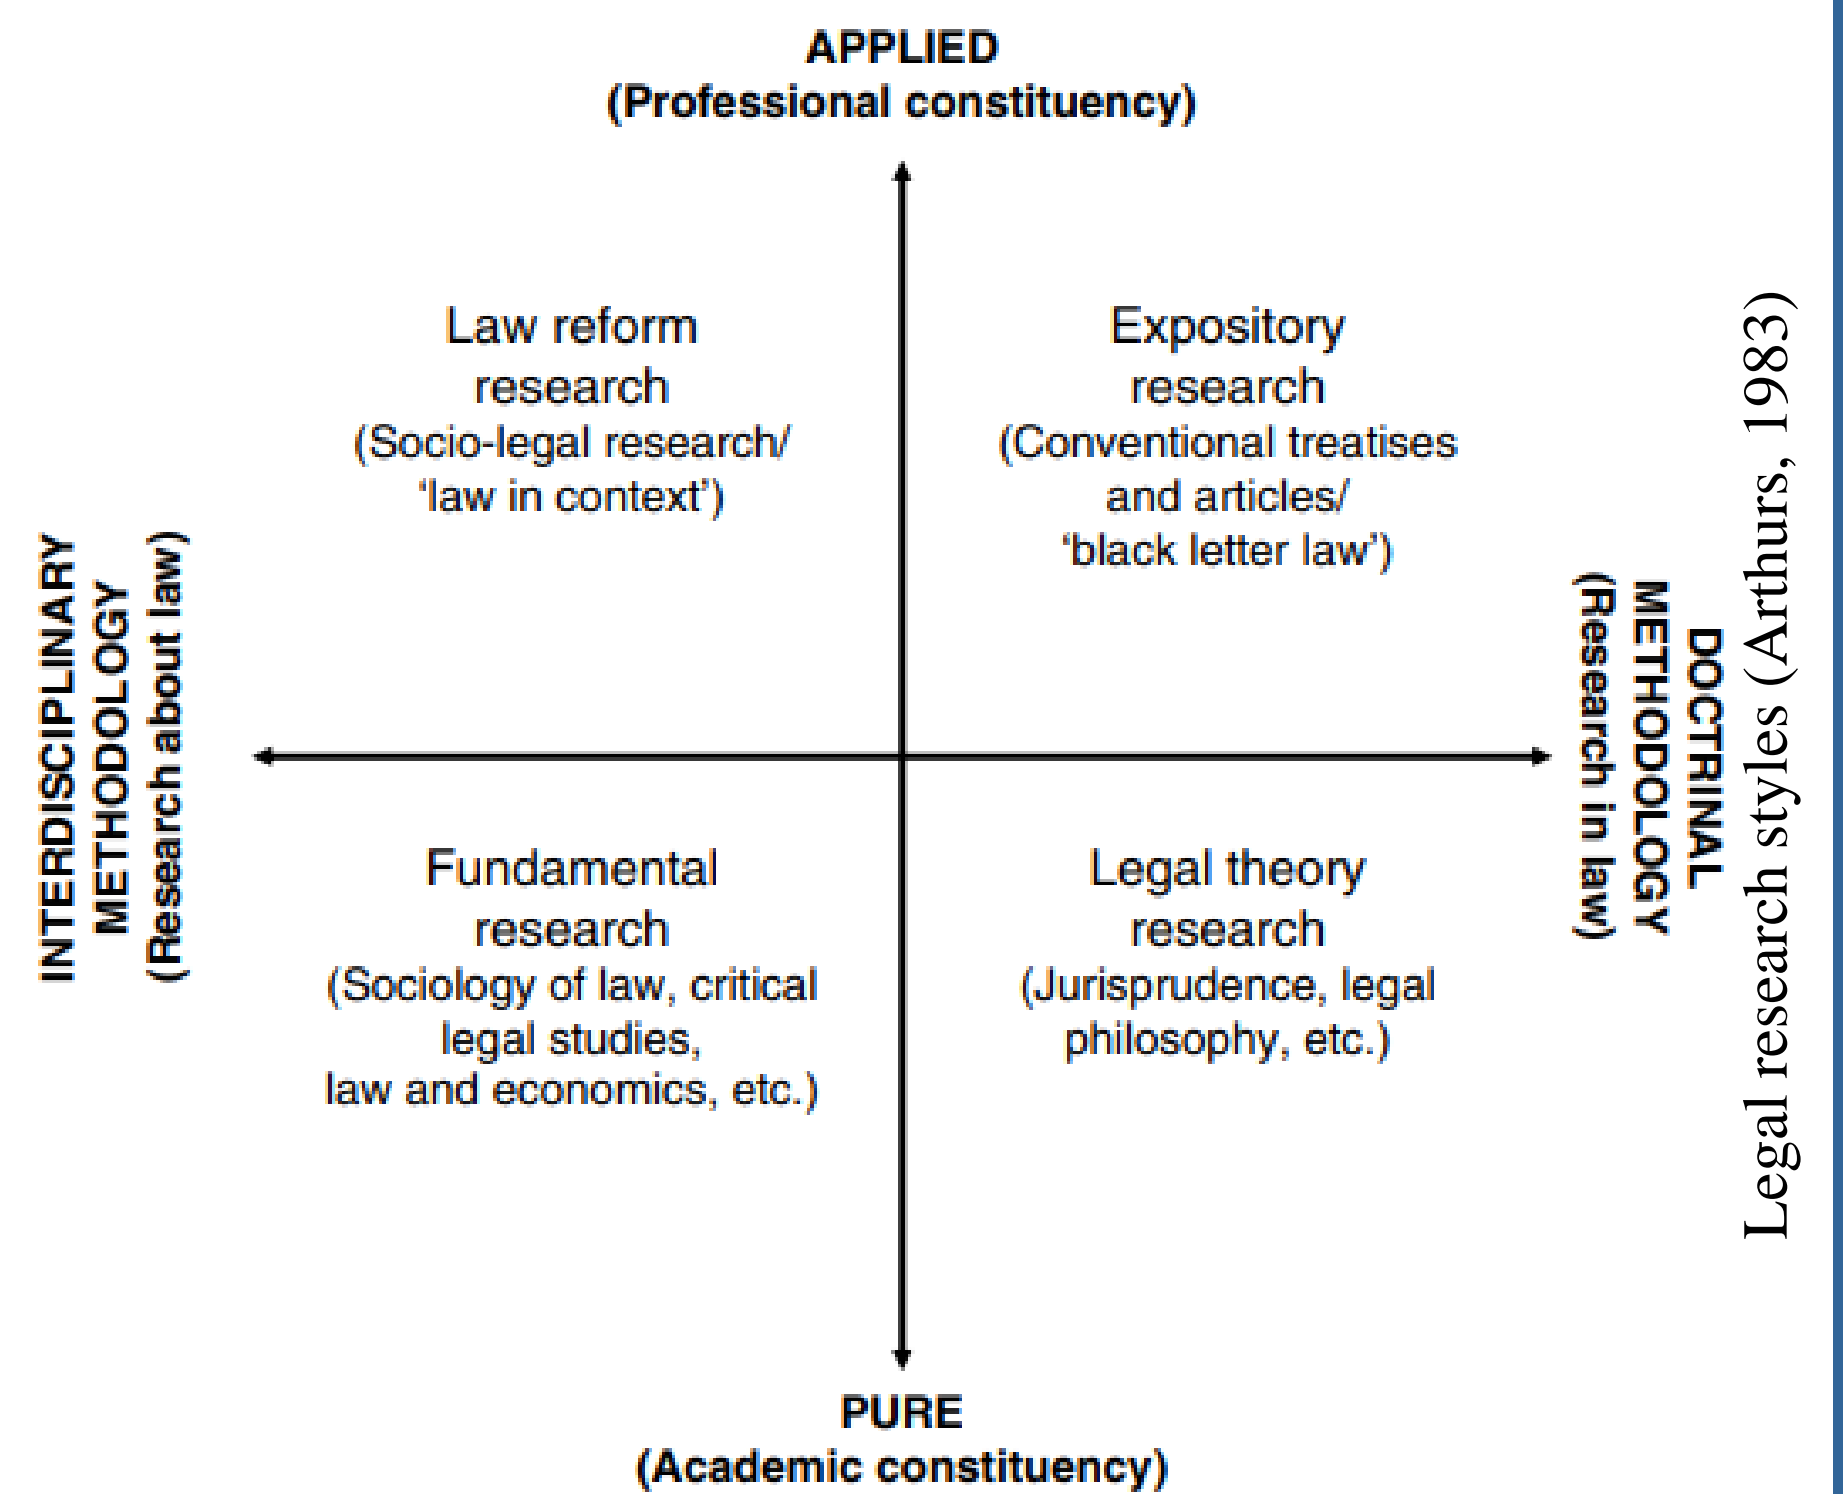 APPLIED
(Professional constituency)
Law reform
research
(Socio-legal research/
‘law in context’)
Expository
research
(Conventional treatises
and articles/
‘black letter law’)
INTERDISCIPLINARY
METHODOLOGY
(Research about law)
DOCTRINAL
METHODOLOGY
(Research in law)
Legal research styles (Arthurs, 1983)
Fundamental
research
(Sociology of law, critical
legal studies,
law and economics, etc.)
Legal theory
research
(Jurisprudence, legal
philosophy, etc.)
PURE
(Academic constituency)